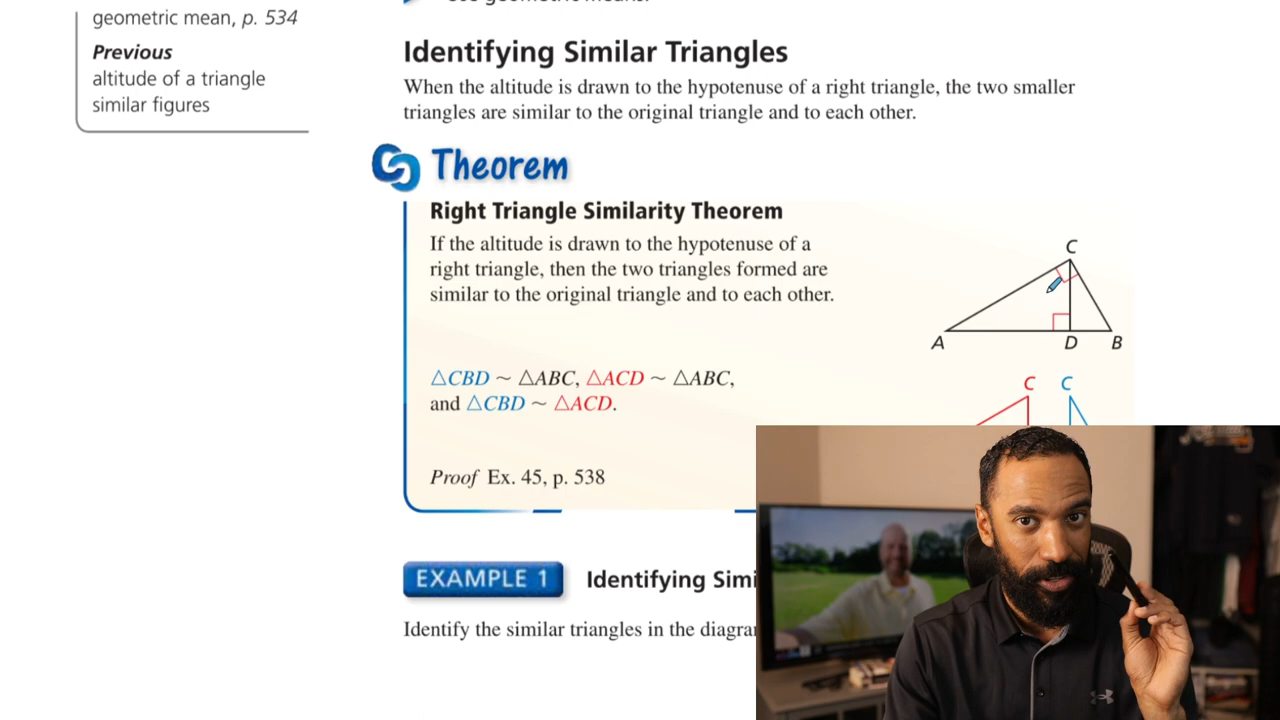 geometric mean, p. 534
Previous
altitude of a triangle
similar figures
Identifying Similar Triangles
When the altitude is drawn to the hypotenuse of a right triangle, the two smaller
triangles are similar to the original triangle and to each other.
Theorem
Right Triangle Similarity Theorem
If the altitude is drawn to the hypotenuse of a
right triangle, then the two triangles formed are
similar to the original triangle and to each other.
C
A D B
△CBD ~ △ABC, △ACD ~ △ABC,
and △CBD ~ △ACD.
C C
Proof Ex. 45, p. 538
EXAMPLE 1 Identifying Simi
Identify the similar triangles in the diagra